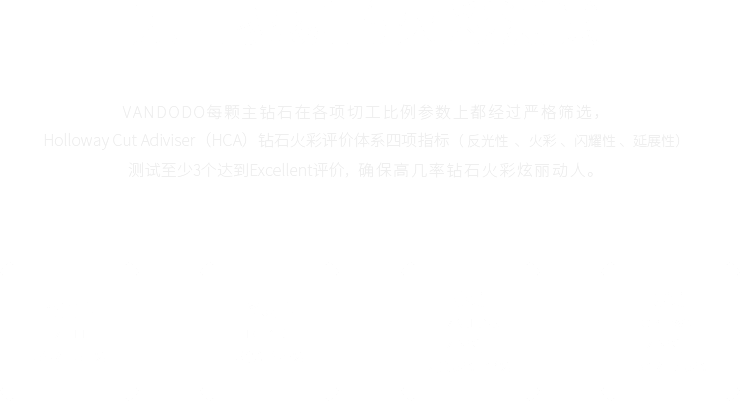 VANDODO每颗主钻石在各项切工比例参数上都经过严格筛选，
Holloway Cut Adiviser（HCA）钻石火彩评价体系四项指标（反光性 、火彩 、闪耀性 、延展性）
测试至少3个达到Excellent评价, 确保高几率钻石火彩炫丽动人。